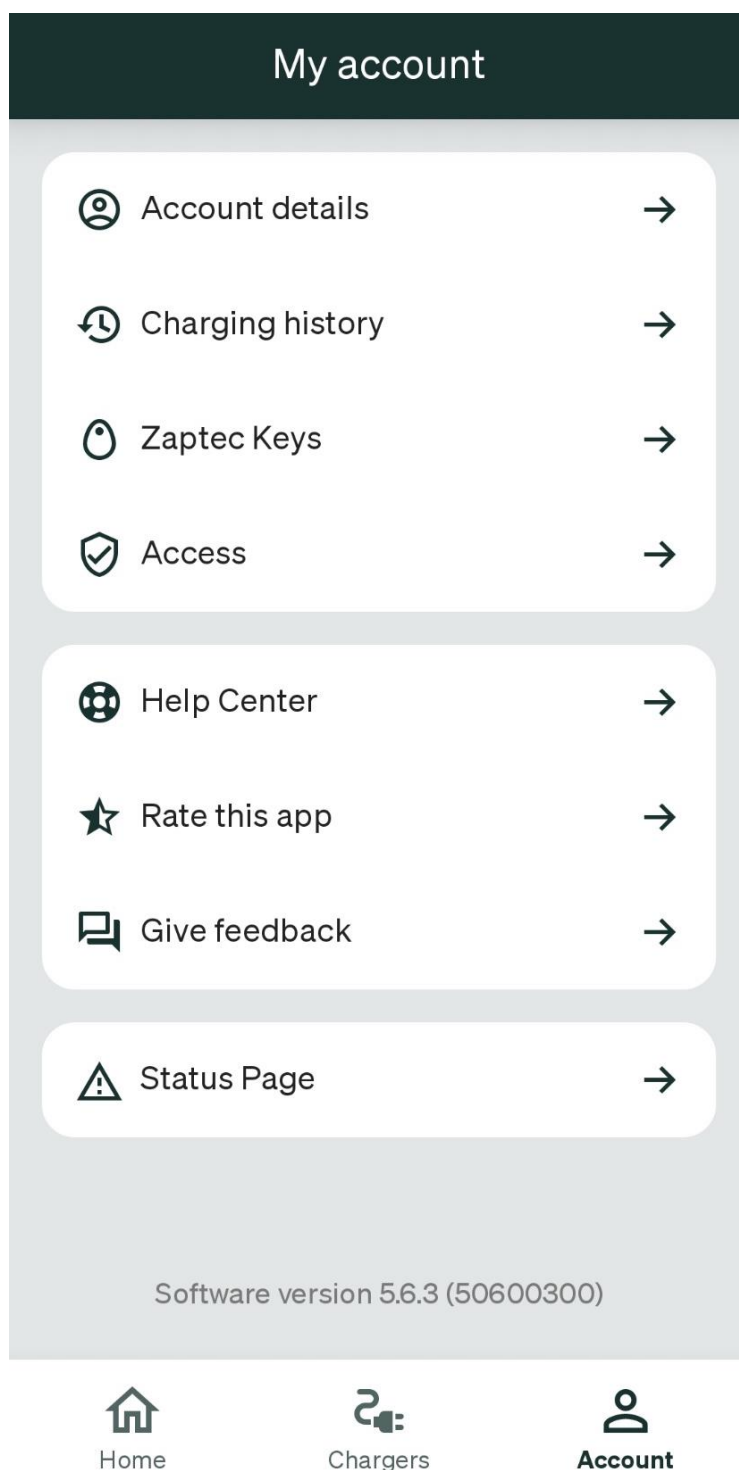 My account
Account details
Charging history
Zaptec Keys
Access
Help Center
Rate this app
Give feedback
Status Page
Software version 5.6.3 (50600300)
Home
Chargers
Account